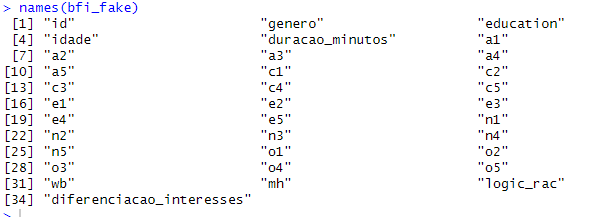 > names(bfi_fake)
[1] "id" "genero" "education"
[4] "idade" "duracao_minutos" "a1"
[7] "a2" "a3" "a4"
[10] "a5" "c1" "c2"
[13] "c3" "c4" "c5"
[16] "e1" "e2" "e3"
[19] "e4" "e5" "n1"
[22] "n2" "n3" "n4"
[25] "n5" "o1" "o2"
[28] "o3" "o4" "o5"
[31] "wb" "mh" "logic_rac"
[34] "diferenciacao_interesses"
>